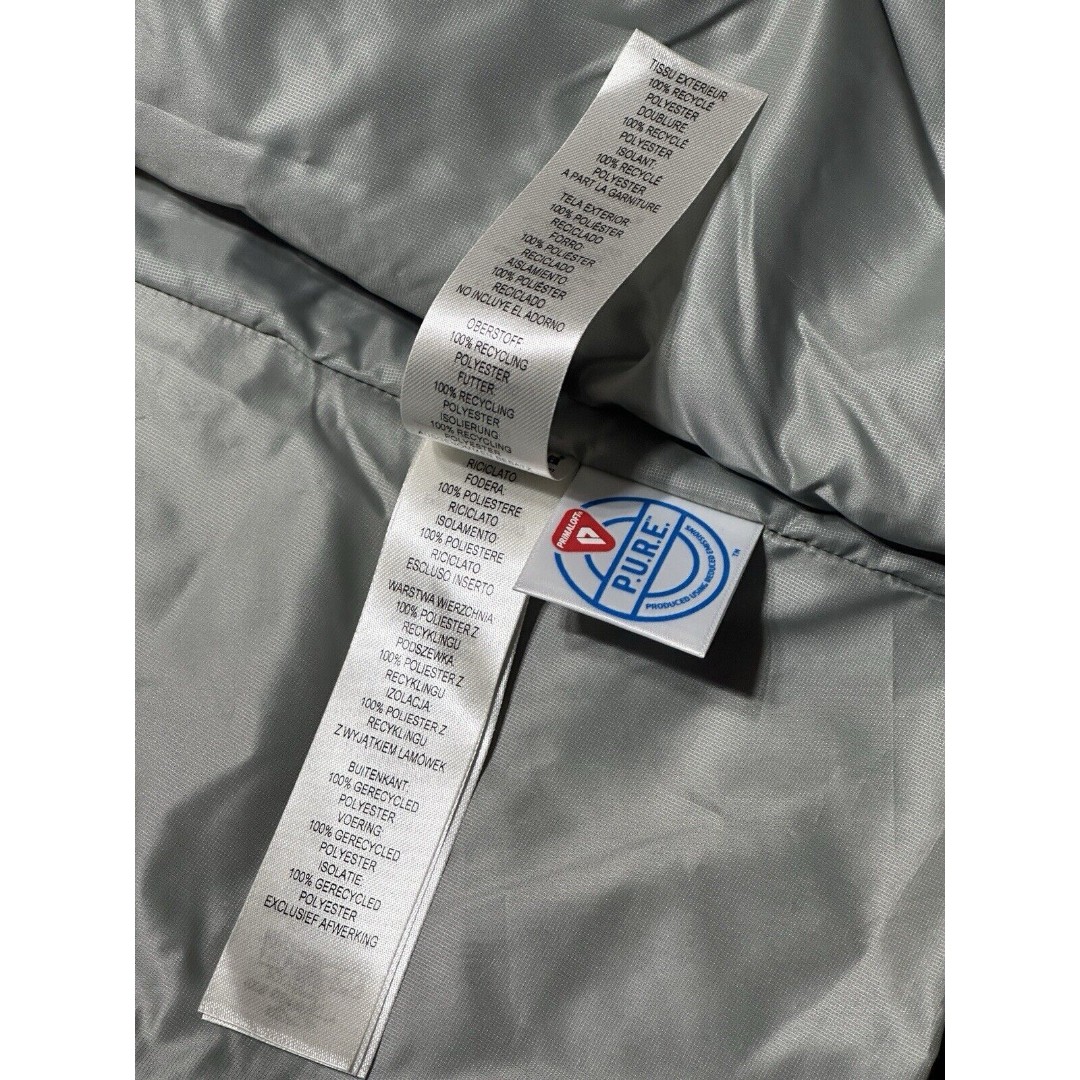 TISSU EXTERIEUR
100% RECYCLÉ
POLYESTER
DOUBLURE:
100% RECYCLÉ
POLYESTER
ISOLANT:
100% RECYCLÉ
POLYESTER
A PART LA GARNITURE
TELA EXTERIOR
100% POLIÉSTER
RECICLADO
FORRO:
100% POLIÉSTER
RECICLADO
AISLAMIENTO
100% POLIÉSTER
RECICLADO
NO INCLUYE EL ADORNO
OBERSTOFF:
100% RECYCLING
POLYESTER
FUTTER:
100% RECYCLING
POLYESTER
ISOLIERUNG:
100% RECYCLING
POLYESTER
RICICLATO
FODERA:
100% POLIESTERE
RICICLATO
ISOLAMENTO:
100% POLIESTERE
RICICLATO
ESCLUSO INSERTO
WARSTWA WIERZCHNIA
100% POLIESTER Z
RECYKLINGU
PODSZEWKA:
100% POLIESTER Z
RECYKLINGU
IZOLACJA:
100% POLIESTER Z
RECYKLINGU
Z WYJĄTKIEM LAMÓWEK
BUITENKANT:
100% GERECYCLED
POLYESTER
VOERING:
100% GERECYCLED
POLYESTER
ISOLATIE:
100% GERECYCLED
POLYESTER
EXCLUSIEF AFWERKING
PRIMALOFT®
P.U.R.E.
PRODUCED USING REDUCED EMISSIONS
TM